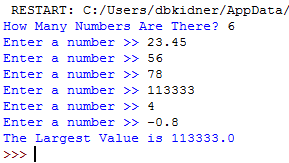 RESTART: C:/Users/dbkidner/AppData/
How Many Numbers Are There? 6
Enter a number >> 23.45
Enter a number >> 56
Enter a number >> 78
Enter a number >> 113333
Enter a number >> 4
Enter a number >> -0.8
The Largest Value is 113333.0
>>>